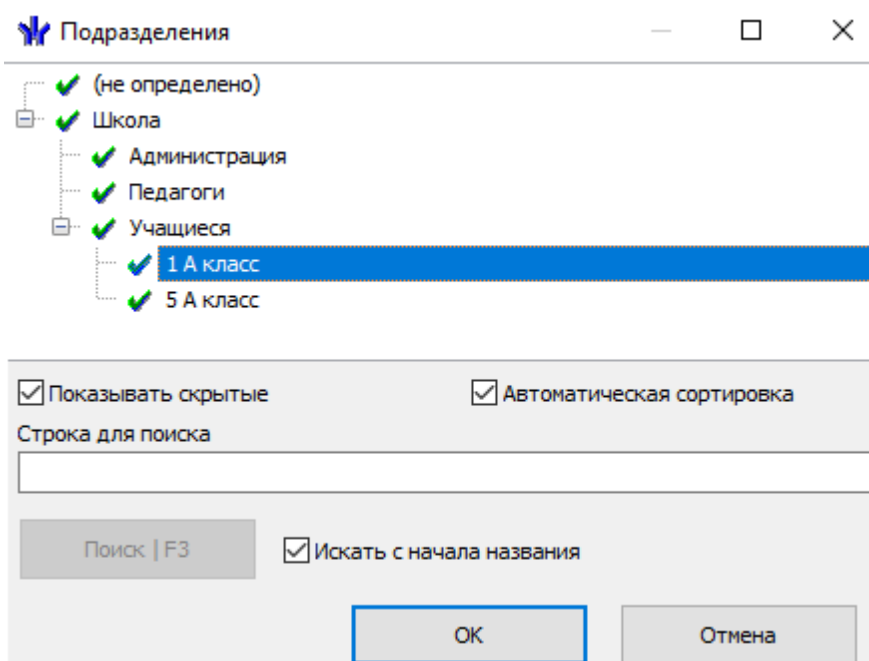 Подразделения
(не определено)
Школа
Администрация
Педагоги
Учащиеся
1 А класс
5 А класс
Показывать скрытые
Автоматическая сортировка
Строка для поиска
Поиск | F3
Искать с начала названия
ОК
Отмена